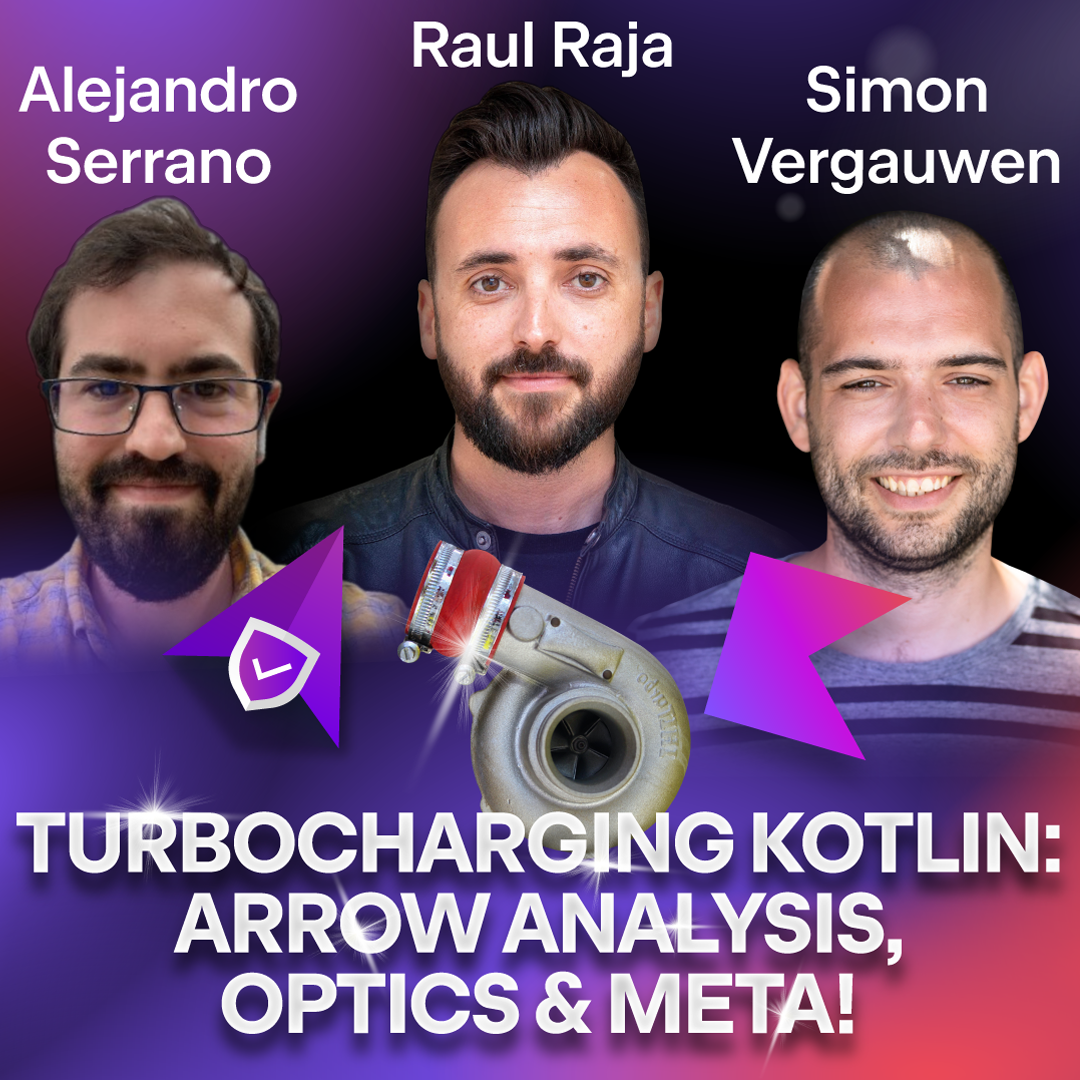 Raul Raja
Alejandro
Serrano
Simon
Vergauwen
TURBOCHARGING KOTLIN:
ARROW ANALYSIS,
OPTICS & META!